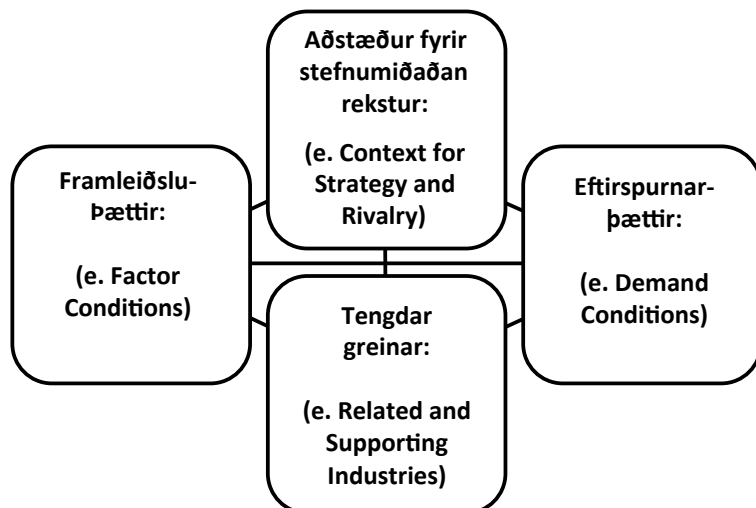 Aðstæður fyrir
stefnumiðaðan
rekstur:
(e. Context for
Strategy and
Rivalry)
Framleiðslu-
Þættir:
(e. Factor
Conditions)
Eftirspurnar-
þættir:
(e. Demand
Conditions)
Tengdar
greinar:
(e. Related and
Supporting
Industries)